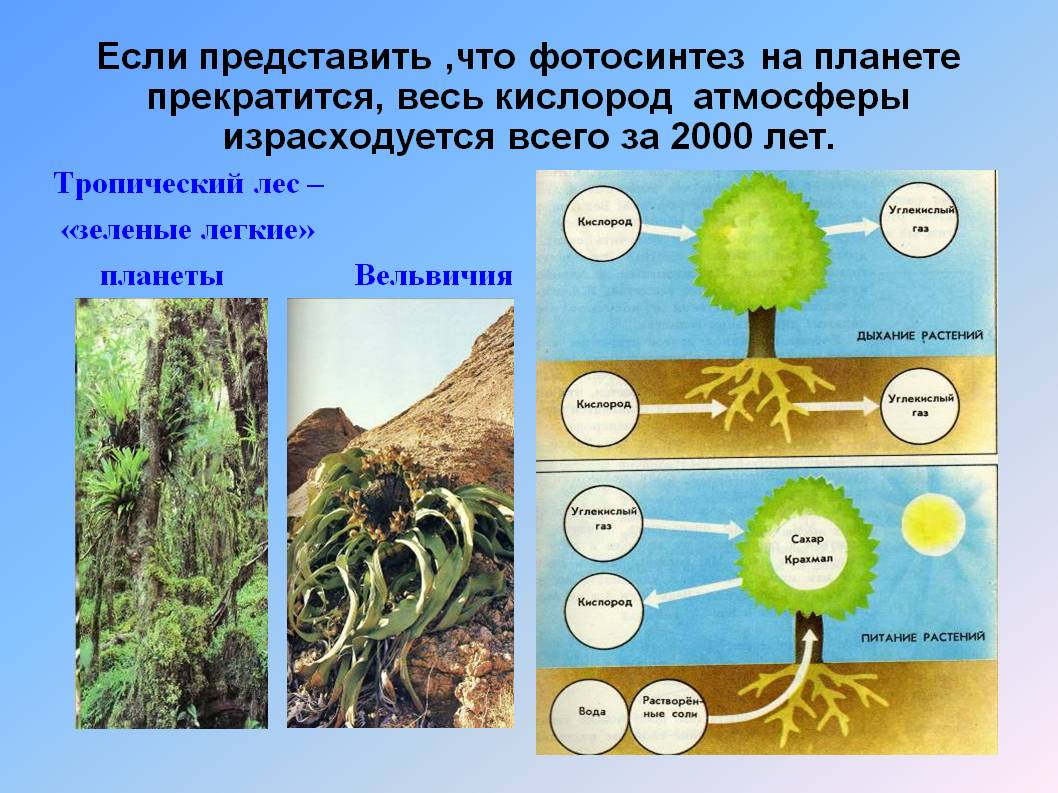 Если представить ,что фотосинтез на планете
прекратится, весь кислород атмосферы
израсходуется всего за 2000 лет.
Тропический лес –
«зеленые легкие»
планеты
Вельвичия
Кислород
Углекислый
газ
ДЫХАНИЕ РАСТЕНИЙ
Кислород
Углекислый
газ
Углекислый
газ
Сахар
Крахмал
Кислород
ПИТАНИЕ РАСТЕНИЙ
Вода
Растворён-
ные соли